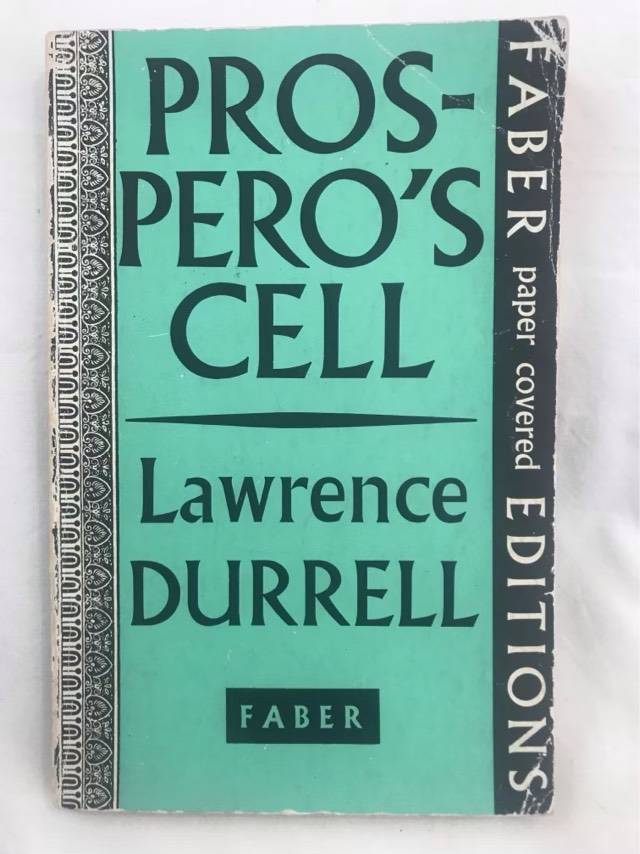 PROS-
PERO'S
CELL
Lawrence
DURRELL
FABER
FABER paper covered EDITIONS